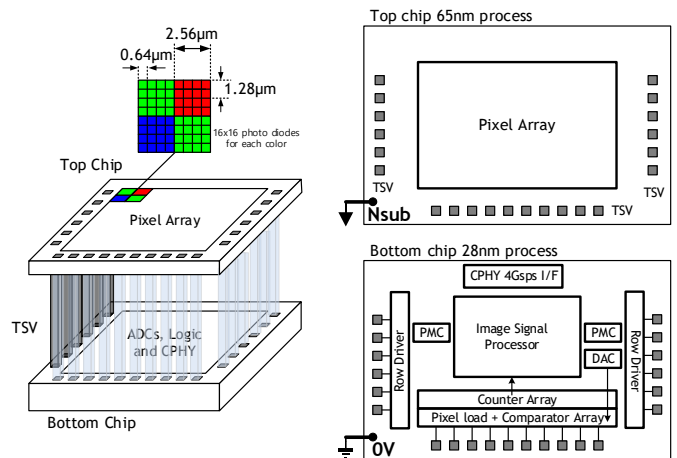 2.56µm
0.64µm
1.28µm
16x16 photo diodes
for each color
Top Chip
Pixel Array
TSV
ADCs, Logic
and CPHY
Bottom Chip
Top chip 65nm process
Pixel Array
TSV
TSV
Nsub
TSV
Bottom chip 28nm process
CPHY 4Gsps I/F
Row Driver
PMC
Image Signal
Processor
PMC
DAC
Row Driver
Counter Array
Pixel load + Comparator Array
0V